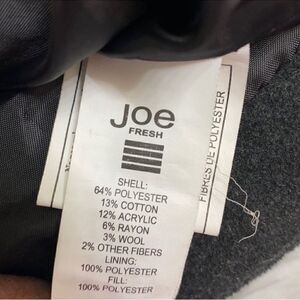 Joe
FRESH
SHELL:
64% POLYESTER
13% COTTON
12% ACRYLIC
6% RAYON
3% WOOL
2% OTHER FIBERS
LINING:
100% POLYESTER
FILL:
100% POLYESTER
FIBRES DE POLYESTER